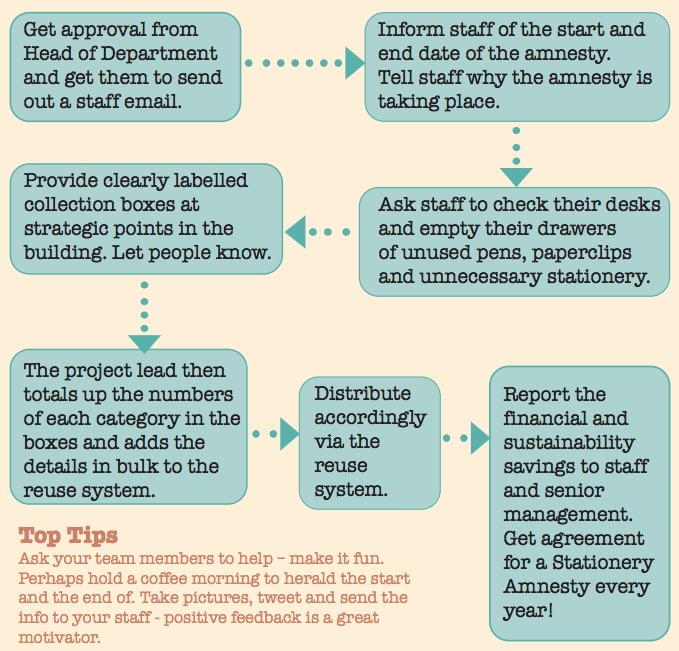 Get approval from
Head of Department
and get them to send
out a staff email.
Inform staff of the start and
end date of the amnesty.
Tell staff why the amnesty is
taking place.
Ask staff to check their desks
and empty their drawers
of unused pens, paperclips
and unnecessary stationery.
Provide clearly labelled
collection boxes at
strategic points in the
building. Let people know.
The project lead then
totals up the numbers
of each category in the
boxes and adds the
details in bulk to the
reuse system.
Distribute
accordingly
via the
reuse
system.
Report the
financial and
sustainability
savings to staff
and senior
management.
Get agreement
for a Stationery
Amnesty every
year!
Top Tips
Ask your team members to help – make it fun.
Perhaps hold a coffee morning to herald the start
and the end of. Take pictures, tweet and send the
info to your staff - positive feedback is a great
motivator.